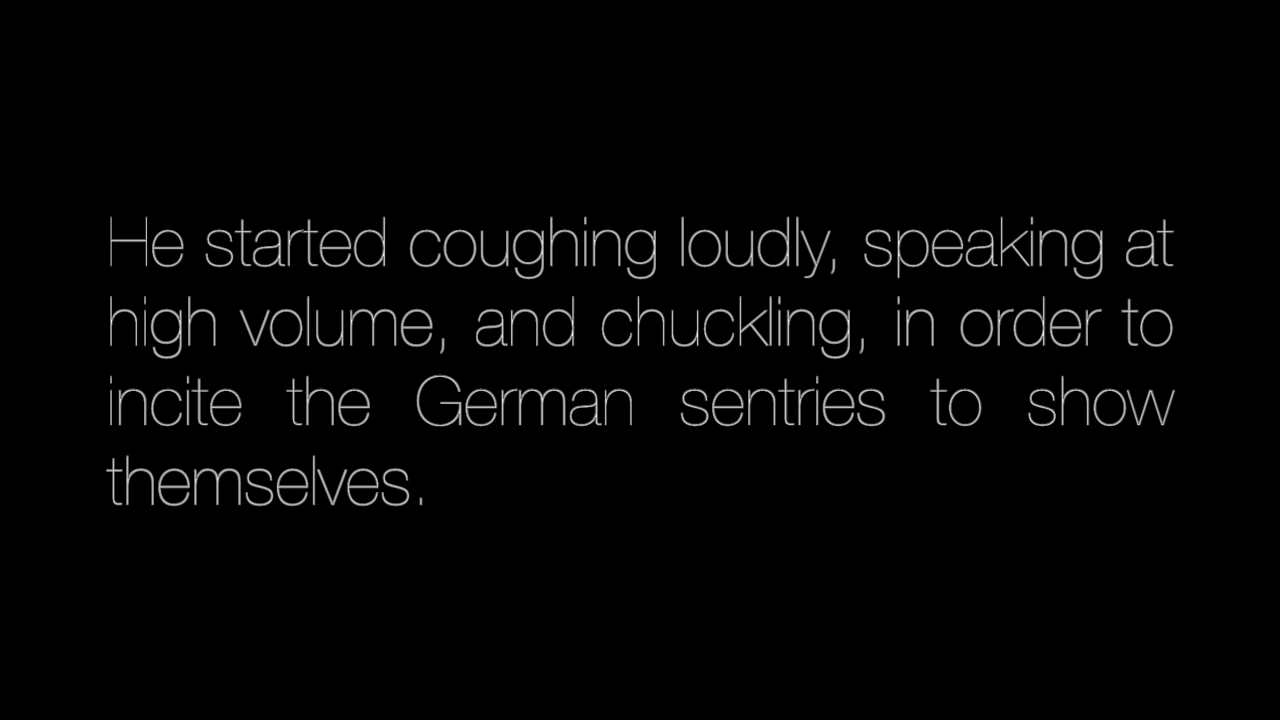 He started coughing loudly, speaking at
high volume, and chuckling, in order to
incite the German sentries to show
themselves.